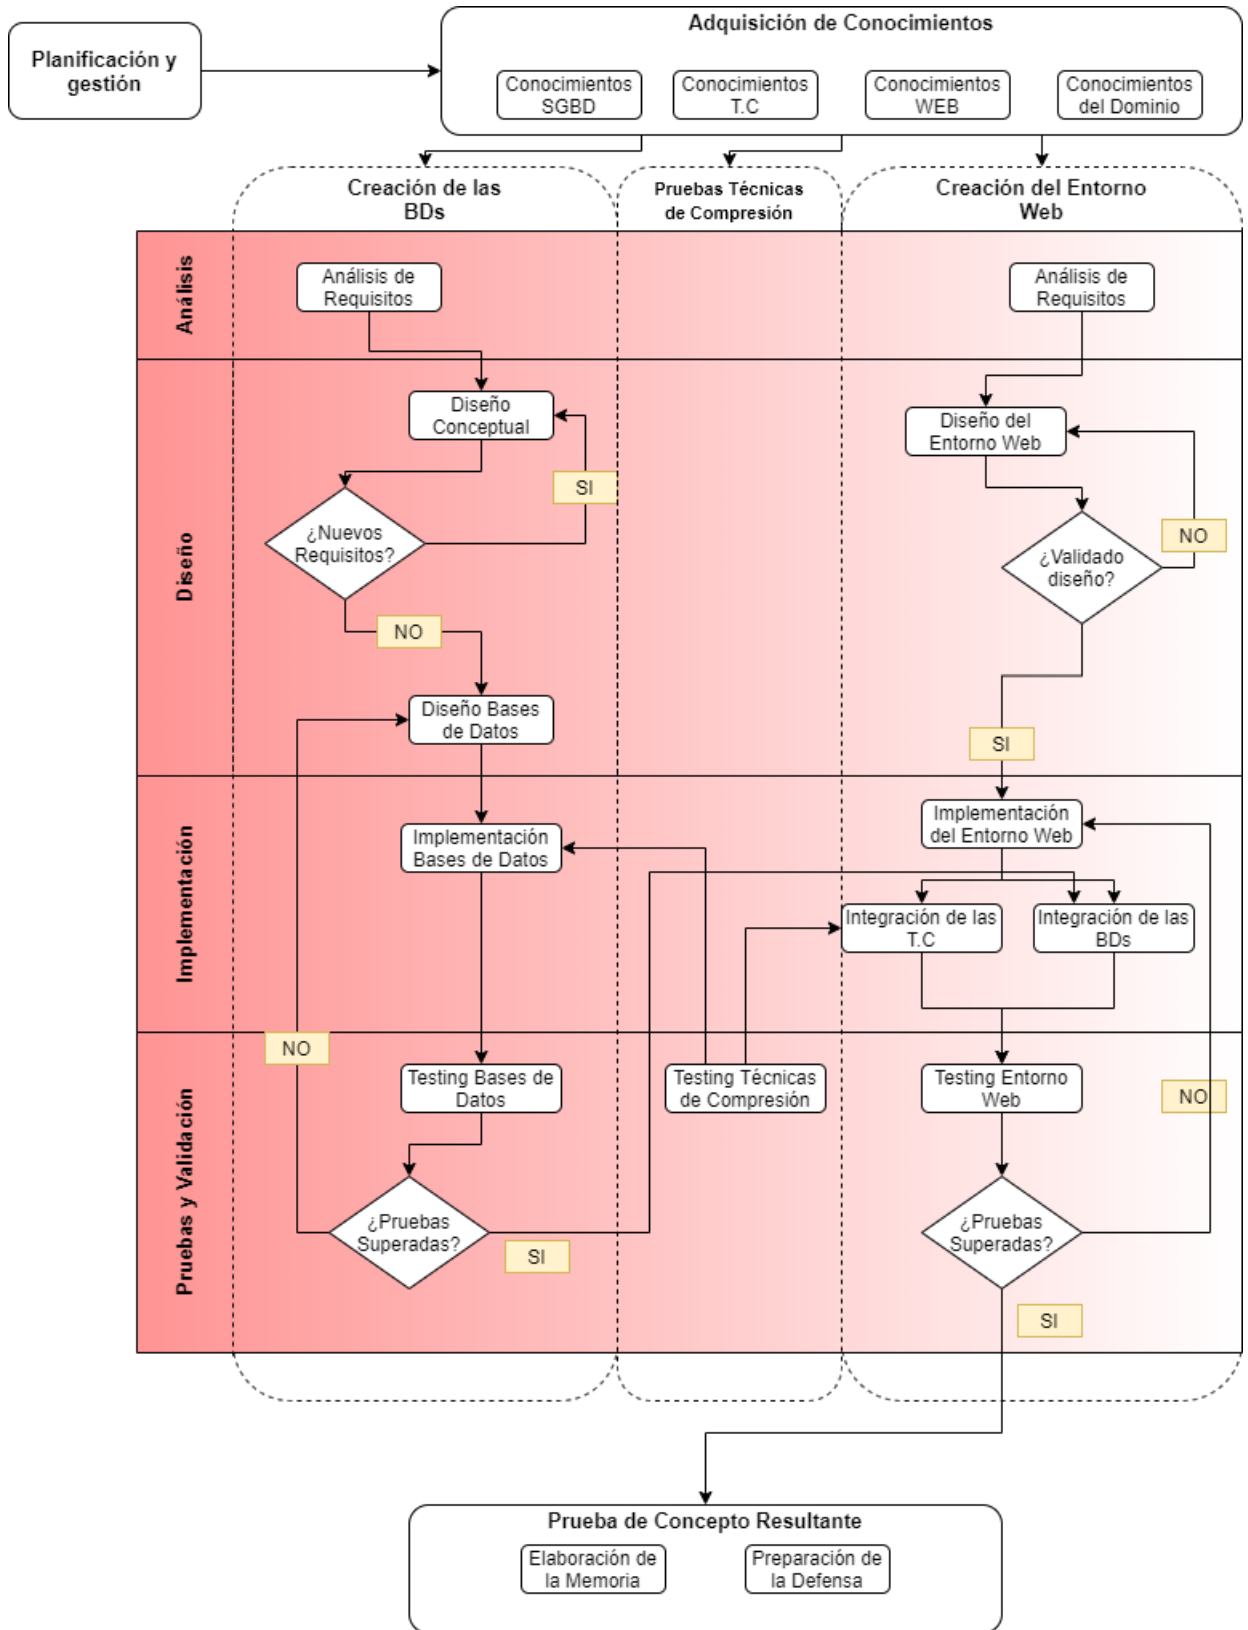 Adquisición de Conocimientos
Planificación y
gestión
Conocimientos
SGBD
Conocimientos
T.C
Conocimientos
WEB
Conocimientos
del Dominio
Creación de las
BDs
Pruebas Técnicas
de Compresión
Creación del Entorno
Web
Análisis
Análisis de
Requisitos
Análisis de
Requisitos
Diseño
Diseño
Conceptual
Diseño del
Entorno Web
SI
¿Nuevos
Requisitos?
NO
¿Validado
diseño?
NO
Diseño Bases
de Datos
SI
Implementación
Implementación
Bases de Datos
Implementación
del Entorno Web
Integración de las
T.C
Integración de las
BDs
Pruebas y Validación
NO
Testing Bases de
Datos
Testing Técnicas
de Compresión
Testing Entorno
Web
NO
¿Pruebas
Superadas?
SI
¿Pruebas
Superadas?
SI
Prueba de Concepto Resultante
Elaboración de
la Memoria
Preparación de
la Defensa